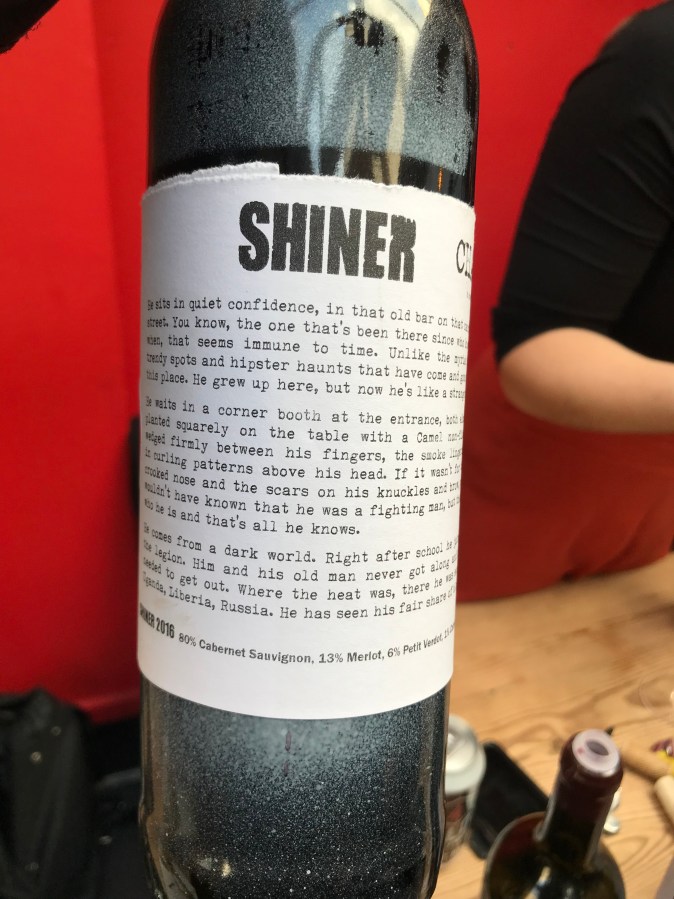 SHINER
He sits in quiet confidence, in that old bar on that
street. You know, the one that's been there since
when, that seems immune to time. Unlike the
trendy spots and hipster haunts that have come and
this place. He grew up here, but now he's like a
He waits in a corner booth at the entrance, both
planted squarely on the table with a Camel
wedged firmly between his fingers, the smoke
in curling patterns above his head. If it wasn't
crooked nose and the scars on his knuckles and
wouldn't have known that he was a fighting man, but
who he is and that's all he knows.
He comes from a dark world. Right after school he
the legion. Him and his old man never got along
needed to get out. Where the heat was, there he was
Uganda, Liberia, Russia. He has seen his fair share
SHINER 2016 80% Cabernet Sauvignon, 13% Merlot, 6% Petit Verdot,